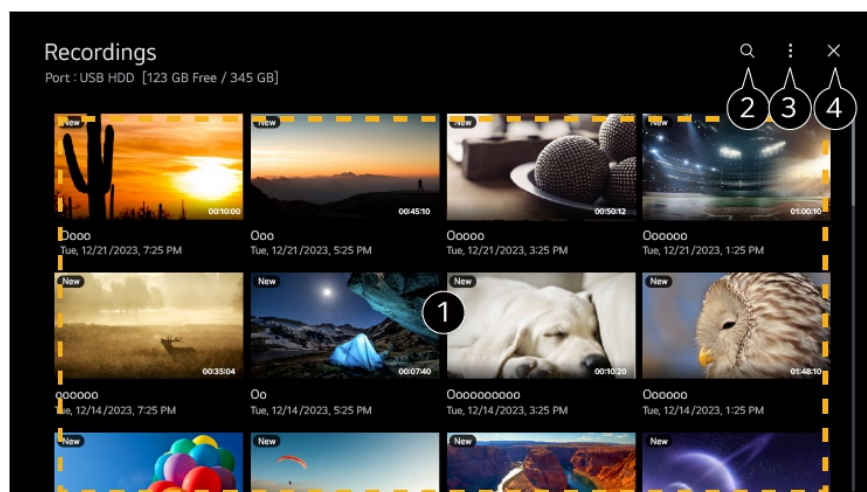 Recordings
Port : USB HDD [123 GB Free / 345 GB]
2 3 4
New New New New
00:10:00 00:45:10 00:50:12 01:00:10
Oooo Ooo Ooooo Oooooo
Tue, 12/21/2023, 7:25 PM Tue, 12/21/2023, 5:25 PM Tue, 12/21/2023, 3:25 PM Tue, 12/21/2023, 1:25 PM
New New New New
1
00:35:04 00:07:40 00:10:20 01:48:10
oooooo Oo Oooooooooo Oooooo
Tue, 12/14/2023, 7:25 PM Tue, 12/14/2023, 5:25 PM Tue, 12/14/2023, 3:25 PM Tue, 12/14/2023, 1:25 PM
New New New New